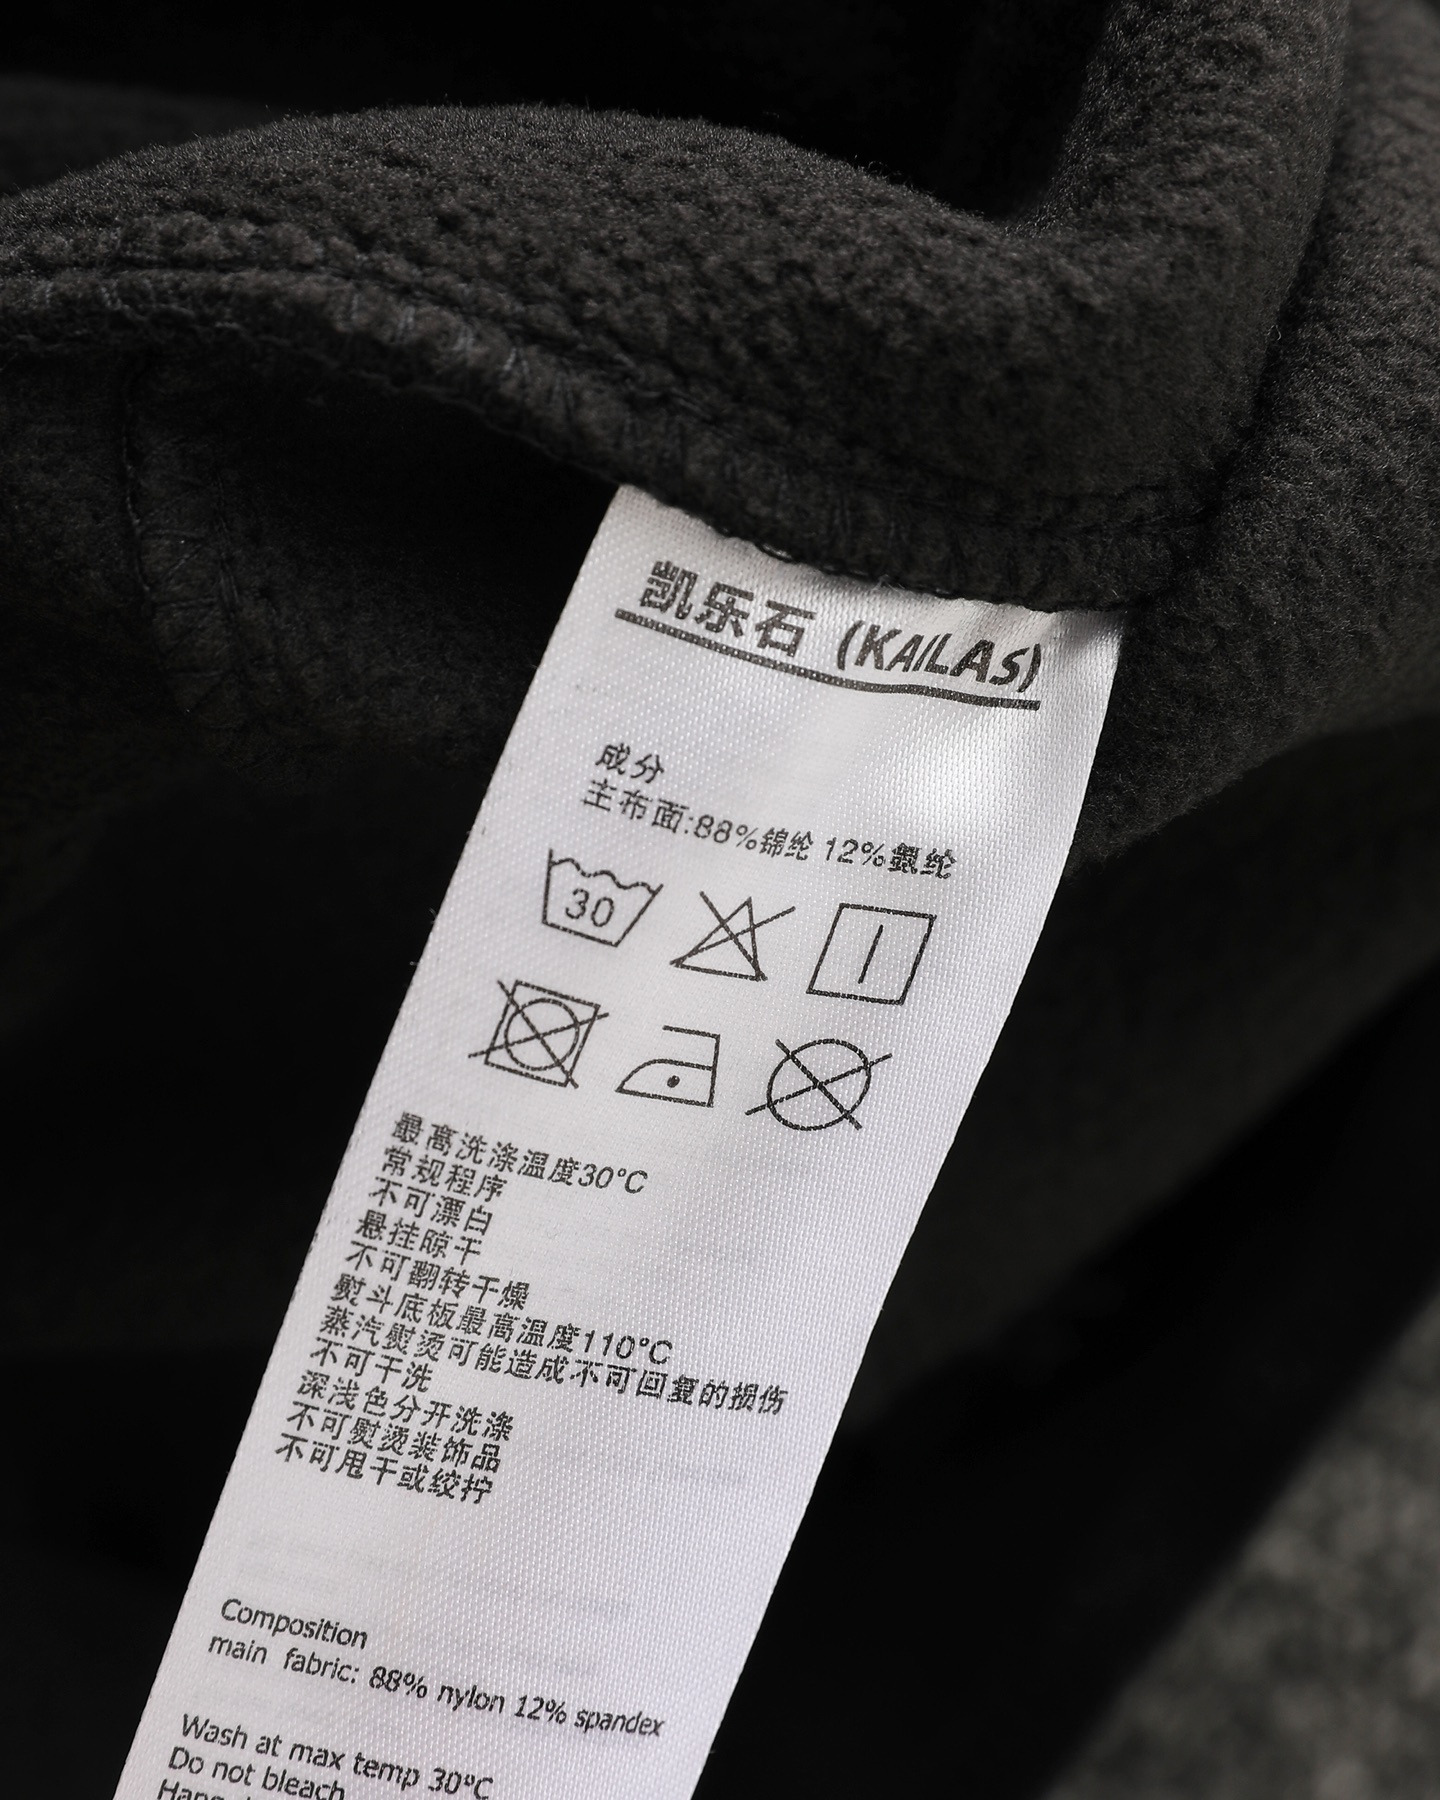 凯乐石 (KAILAS)
成分
主布面:88%锦纶 12%氨纶
30
最高洗涤温度30°C
常规程序
不可漂白
悬挂晾干
不可翻转干燥
熨斗底板最高温度110°C
蒸汽熨烫可能造成不可回复的损伤
不可干洗
深浅色分开洗涤
不可熨烫装饰品
不可甩干或绞拧
Composition
main fabric: 88% nylon 12% spandex
Wash at max temp 30°C
Do not bleach